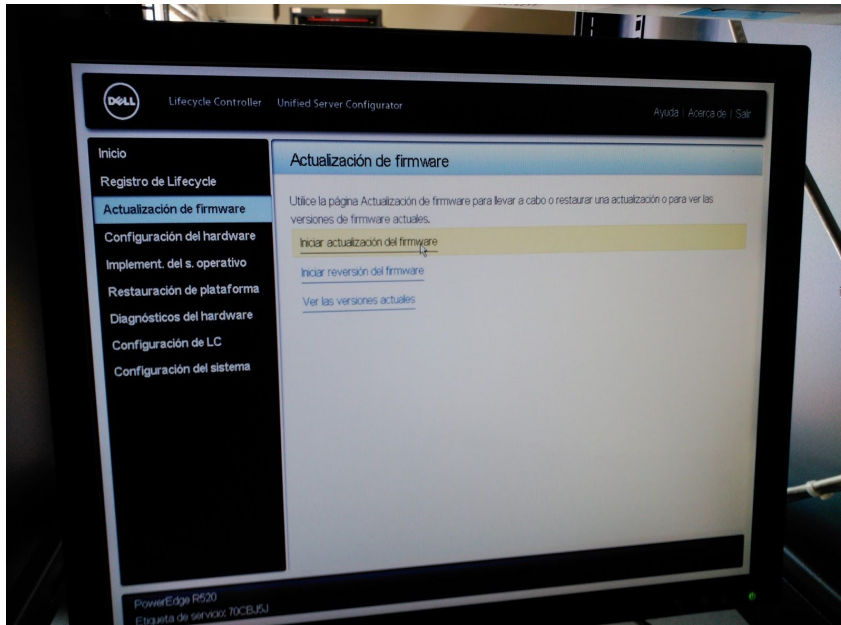 DELL
Lifecycle Controller
Unified Server Configurator
Ayuda | Acerca de | Salir
Inicio
Registro de Lifecycle
Actualización de firmware
Configuración del hardware
Implement. del s. operativo
Restauración de plataforma
Diagnósticos del hardware
Configuración de LC
Configuración del sistema
Actualización de firmware
Utilice la página Actualización de firmware para llevar a cabo o restaurar una actualización o para ver las
versiones de firmware actuales.
Iniciar actualización del firmware
Iniciar reversión del firmware
Ver las versiones actuales
PowerEdge R520
Etiqueta de servicio: 70CBJ5J